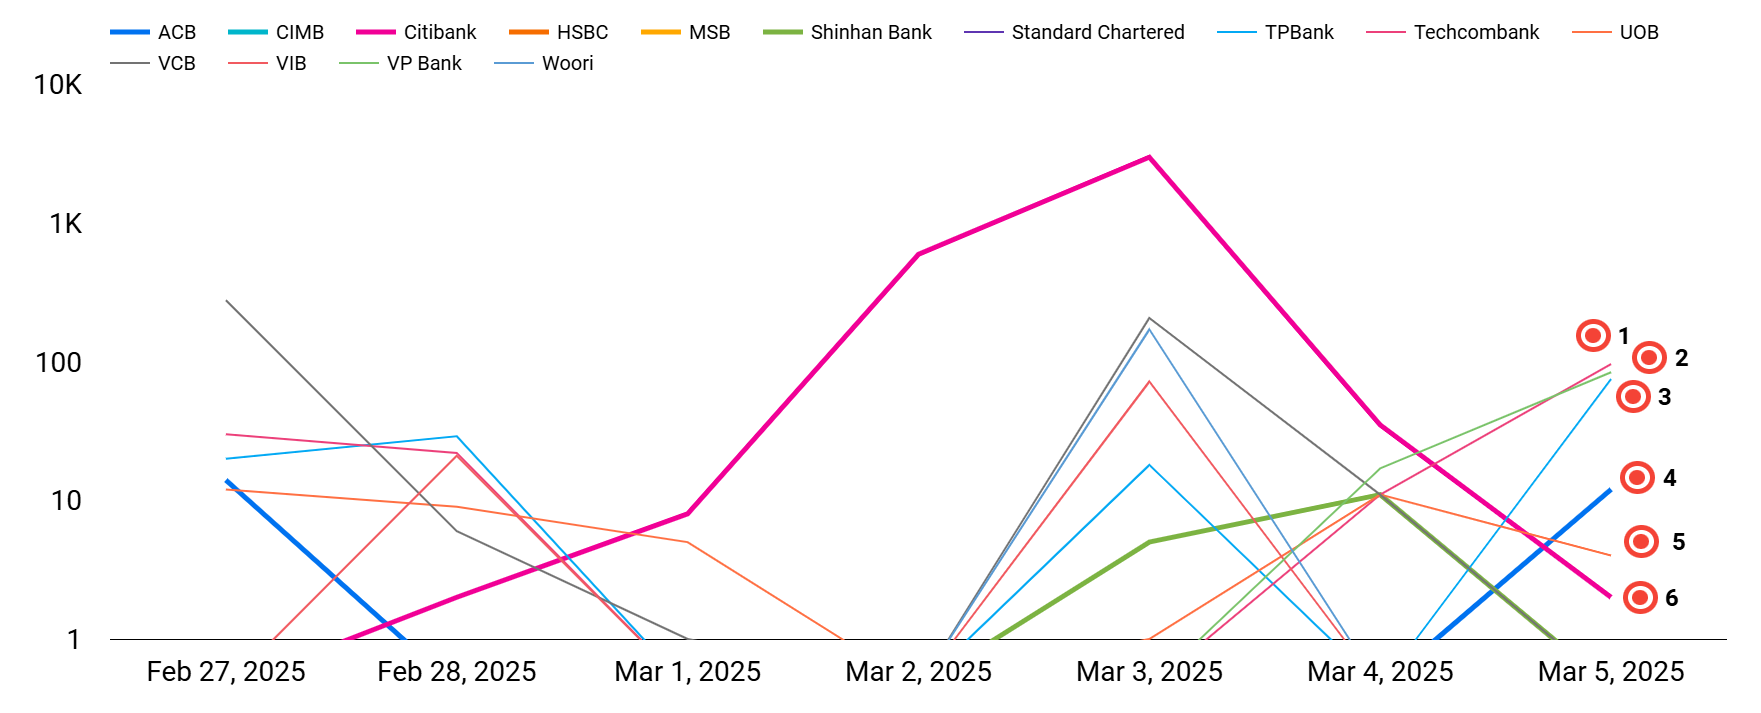 ACB CIMB Citibank HSBC MSB Shinhan Bank Standard Chartered TPBank Techcombank UOB
VCB VIB VP Bank Woori
10K
1K
100
10
1
1
2
3
4
5
6
Feb 27, 2025 Feb 28, 2025 Mar 1, 2025 Mar 2, 2025 Mar 3, 2025 Mar 4, 2025 Mar 5, 2025